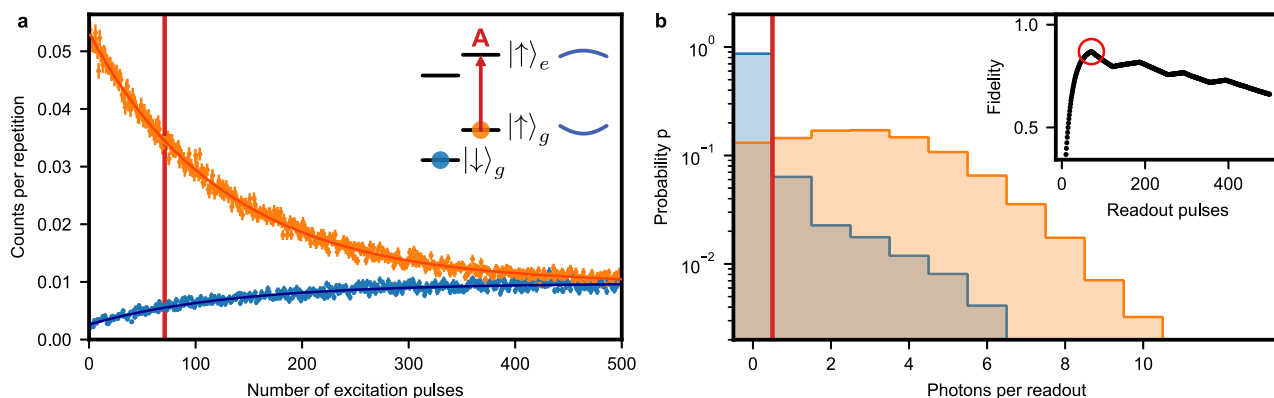 a
Counts per repetition
0.05
0.04
0.03
0.02
0.01
0.00
0
100
200
300
400
500
Number of excitation pulses
A
|↑⟩e
|↑⟩g
|↓⟩g
b
Probability p
10⁰
10⁻¹
10⁻²
0
2
4
6
8
10
Photons per readout
Fidelity
1.0
0.5
0
200
400
Readout pulses